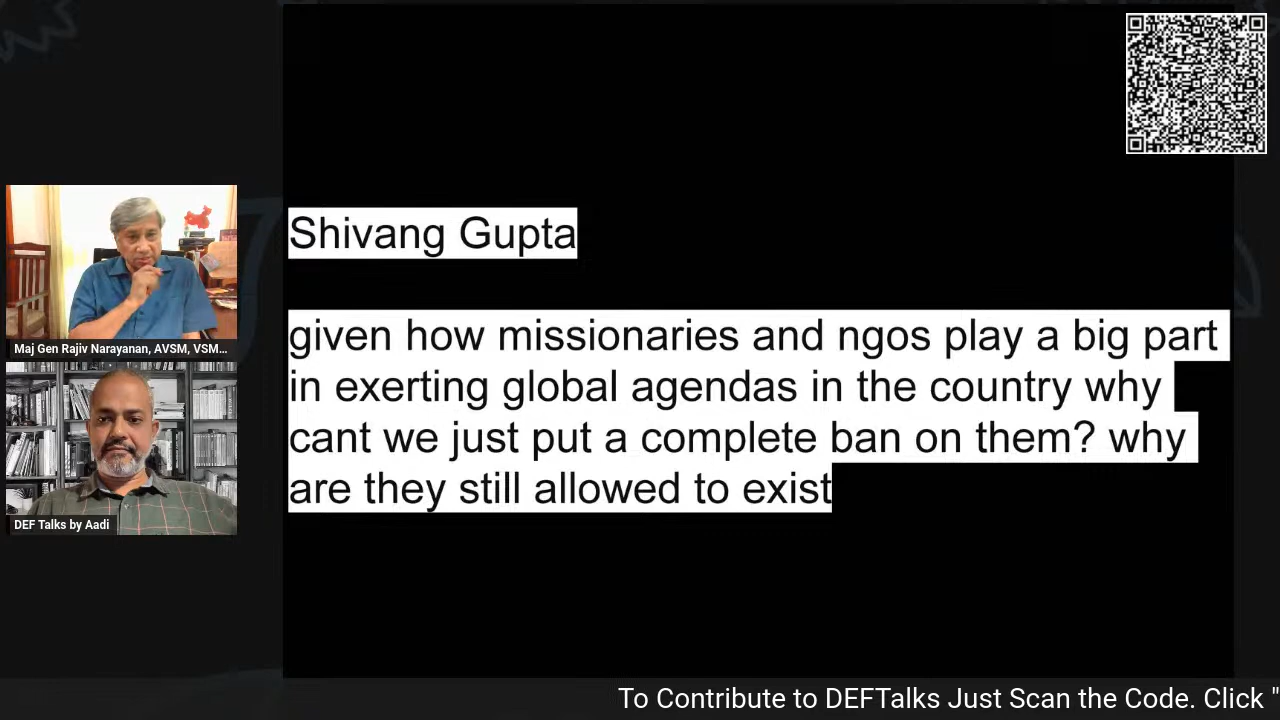 Shivang Gupta
given how missionaries and ngos play a big part
in exerting global agendas in the country why
cant we just put a complete ban on them? why
are they still allowed to exist
Maj Gen Rajiv Narayanan, AVSM, VSM...
DEF Talks by Aadi
To Contribute to DEFTalks Just Scan the Code. Click "